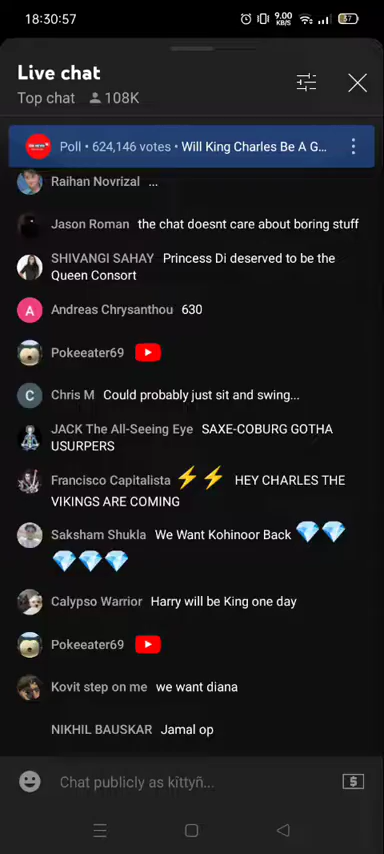 18:30:57
9.00
KB/S
67
Live chat
Top chat 108K
Poll • 624,146 votes • Will King Charles Be A G...
Raihan Novrizal ...
Jason Roman the chat doesnt care about boring stuff
SHIVANGI SAHAY Princess Di deserved to be the
Queen Consort
A Andreas Chrysanthou 630
Pokeeater69
C Chris M Could probably just sit and swing...
JACK The All-Seeing Eye SAXE-COBURG GOTHA
USURPERS
Francisco Capitalista ⚡⚡ HEY CHARLES THE
VIKINGS ARE COMING
Saksham Shukla We Want Kohinoor Back 💎💎
💎💎💎
Calypso Warrior Harry will be King one day
Pokeeater69
Kovit step on me we want diana
NIKHIL BAUSKAR Jamal op
Chat publicly as kïttyñ...